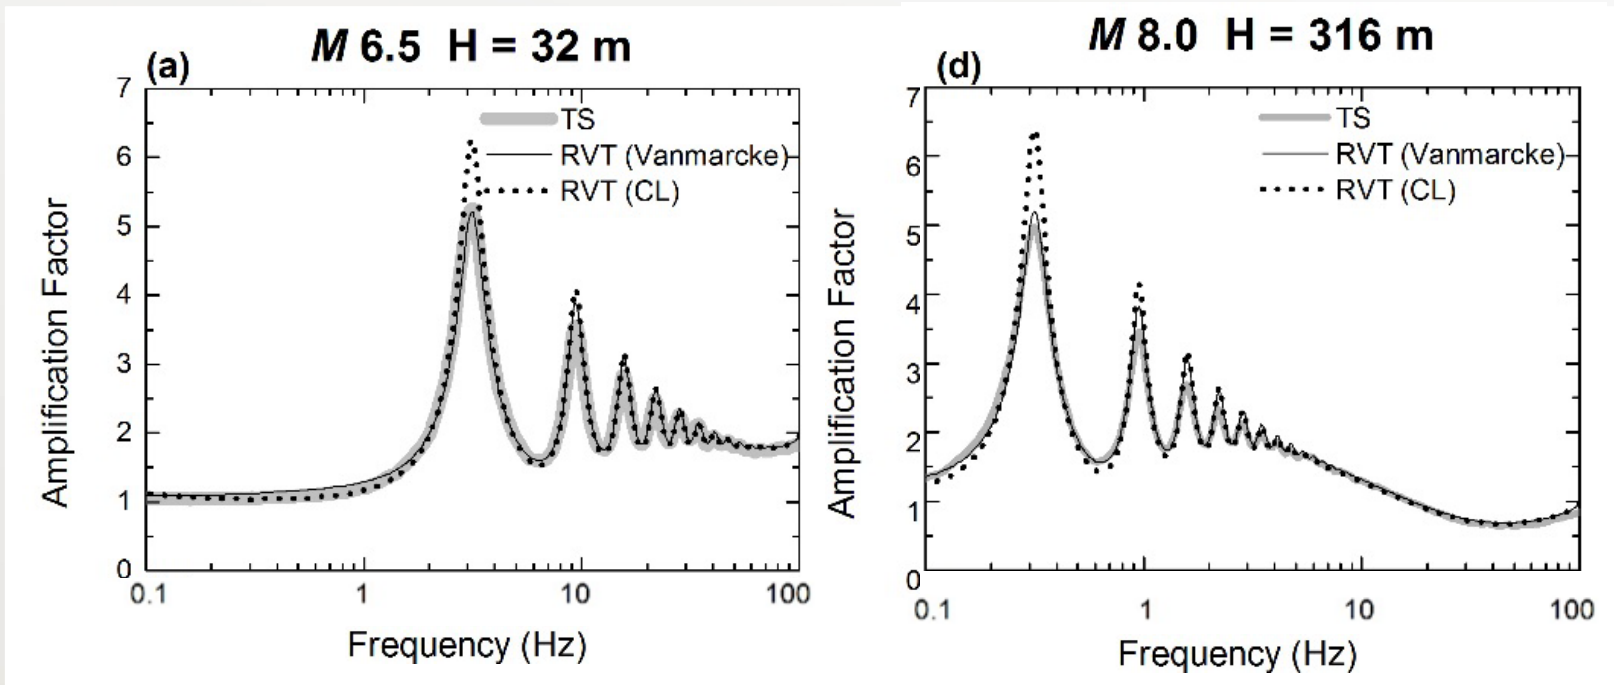 M 6.5 H = 32 m
(a)
7
6
5
4
3
2
1
0
Amplification Factor
TS
RVT (Vanmarcke)
RVT (CL)
0.1
1
10
100
Frequency (Hz)
M 8.0 H = 316 m
(d)
7
6
5
4
3
2
1
0
Amplification Factor
TS
RVT (Vanmarcke)
RVT (CL)
0.1
1
10
100
Frequency (Hz)